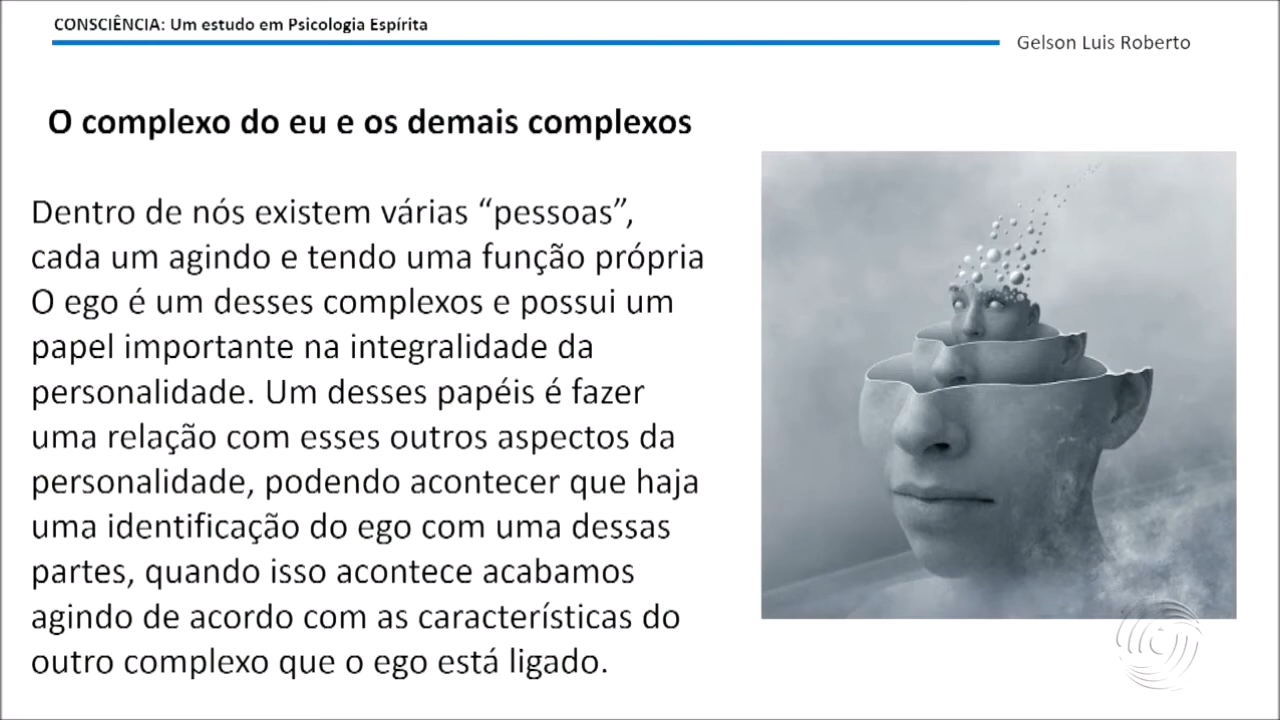 CONSCIÊNCIA: Um estudo em Psicologia Espírita
Gelson Luis Roberto
O complexo do eu e os demais complexos
Dentro de nós existem várias “pessoas”,
cada um agindo e tendo uma função própria
O ego é um desses complexos e possui um
papel importante na integralidade da
personalidade. Um desses papéis é fazer
uma relação com esses outros aspectos da
personalidade, podendo acontecer que haja
uma identificação do ego com uma dessas
partes, quando isso acontece acabamos
agindo de acordo com as características do
outro complexo que o ego está ligado.